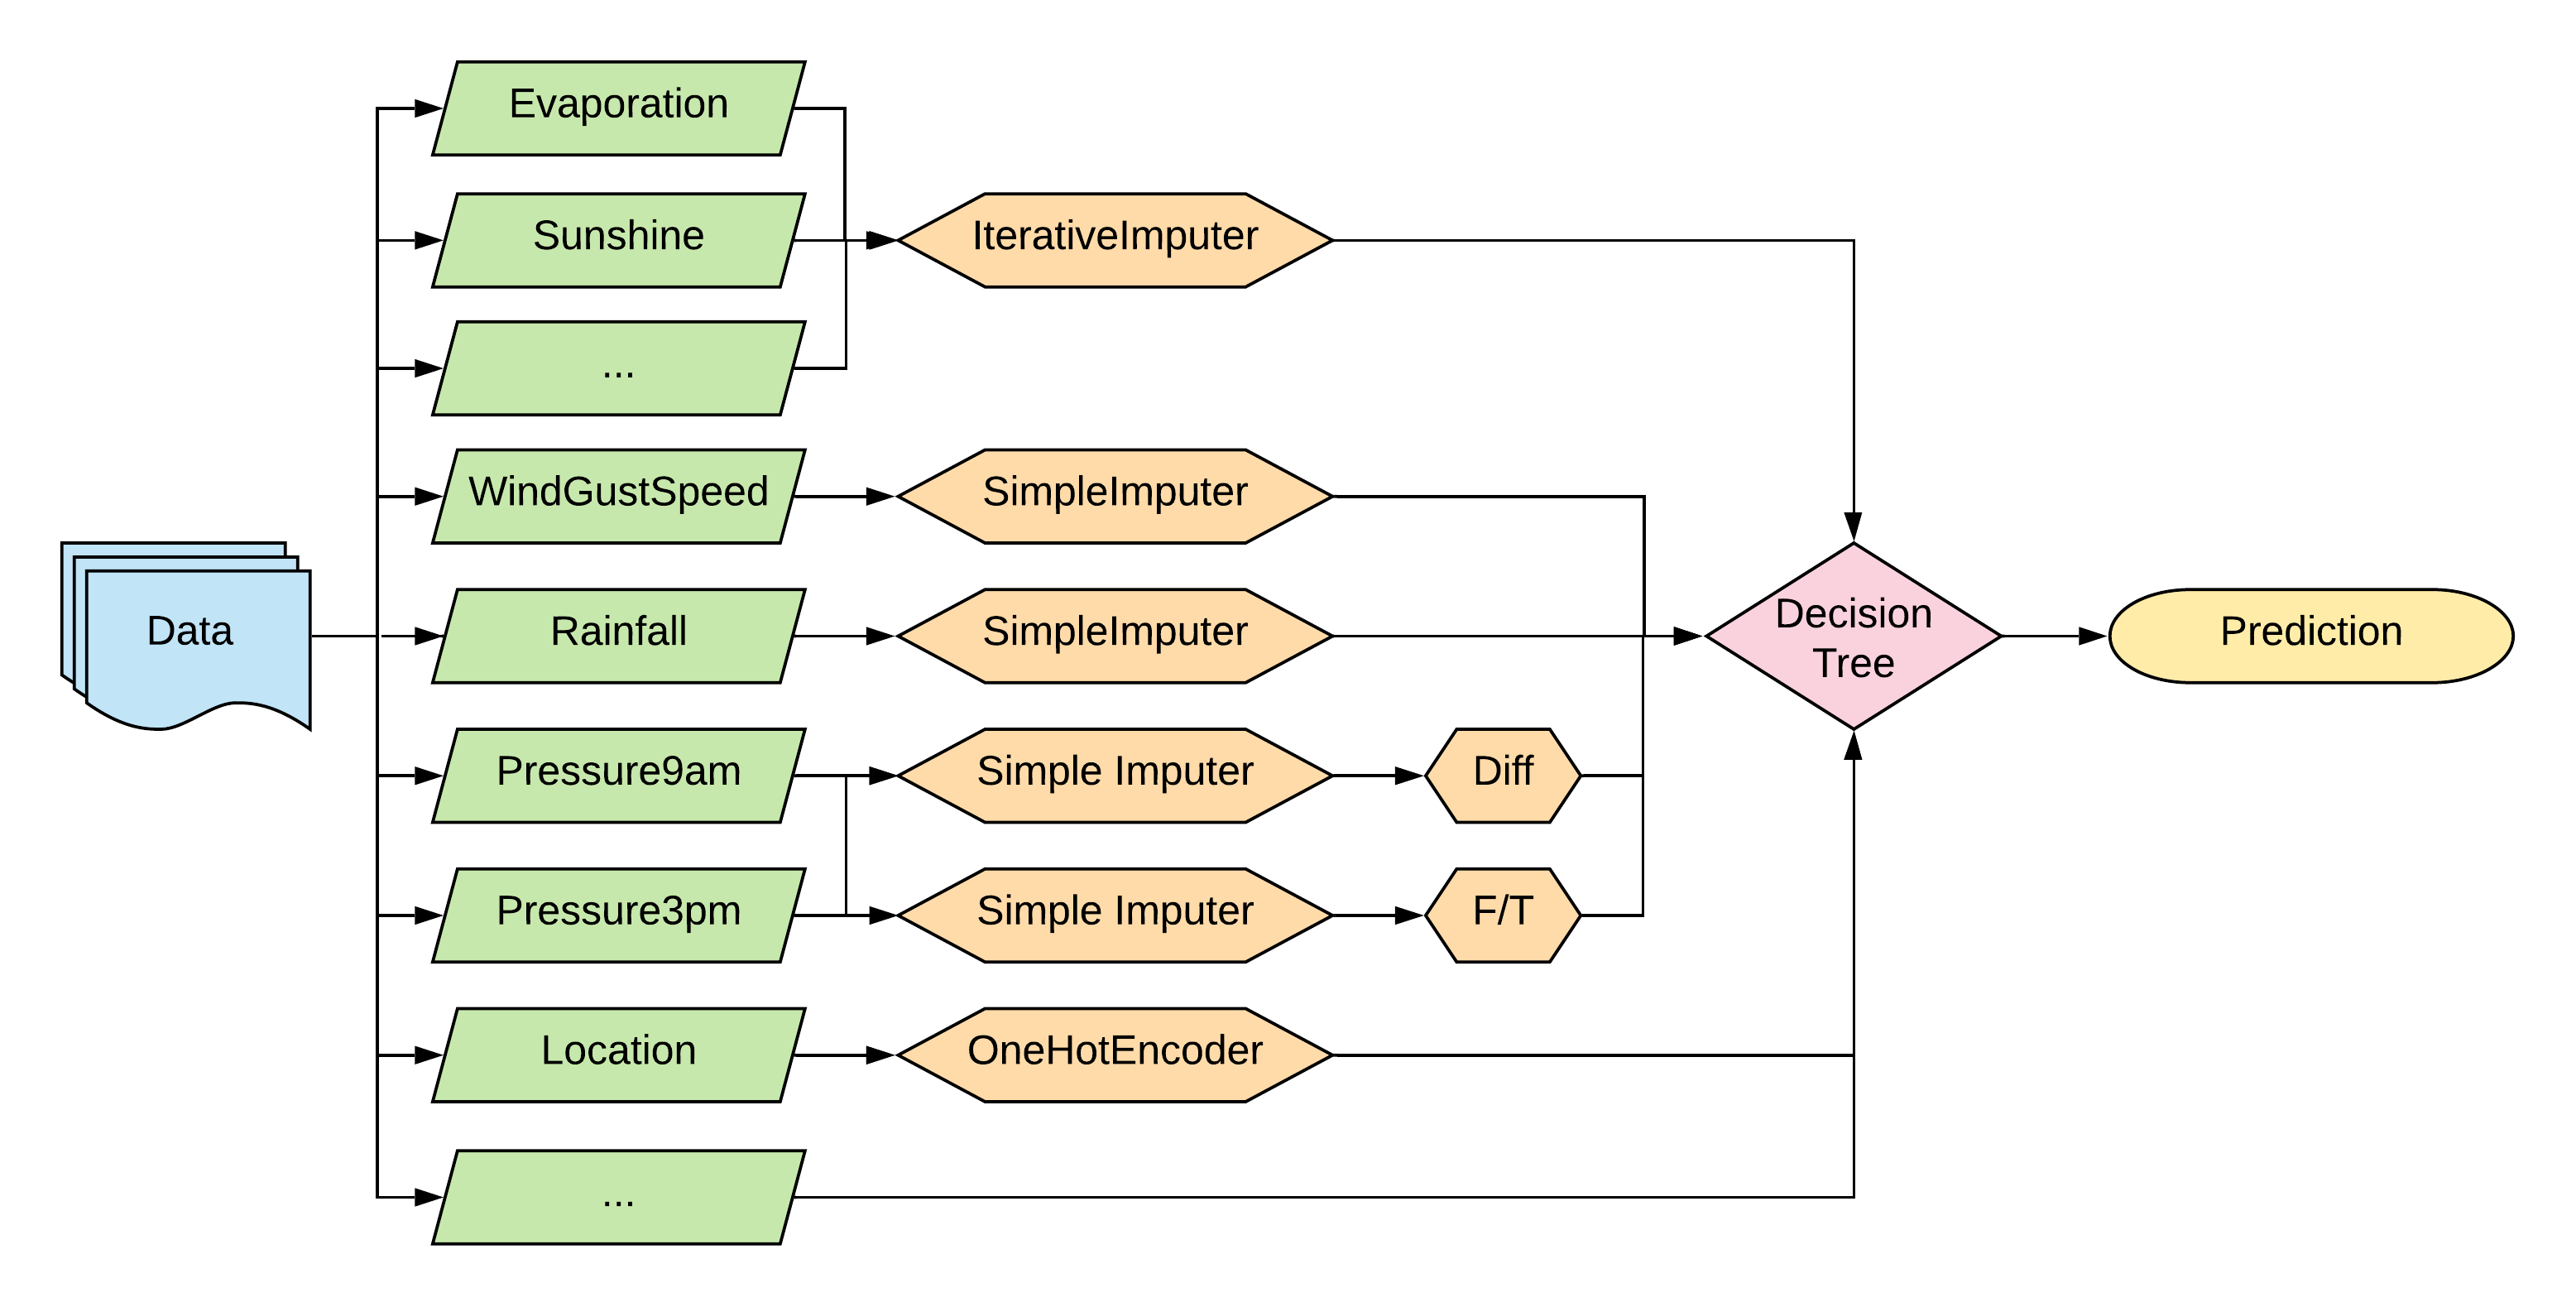 Evaporation
Sunshine
IterativeImputer
...
WindGustSpeed
SimpleImputer
Data
Rainfall
SimpleImputer
Decision
Tree
Prediction
Pressure9am
Simple Imputer
Diff
Pressure3pm
Simple Imputer
F/T
Location
OneHotEncoder
...